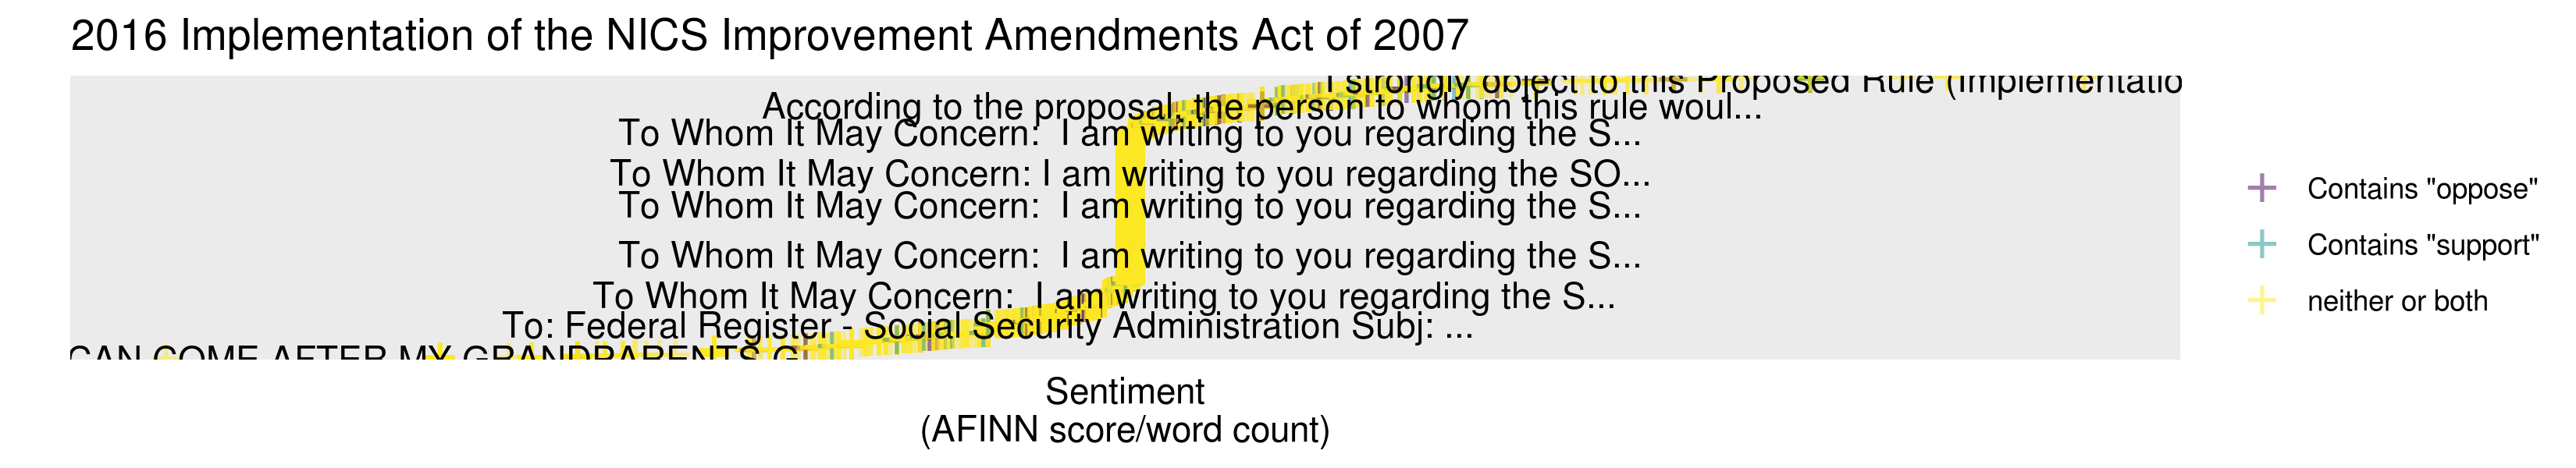 2016 Implementation of the NICS Improvement Amendments Act of 2007
I strongly object to this Proposed Rule (Implementatio
According to the proposal, the person to whom this rule woul...
To Whom It May Concern:  I am writing to you regarding the S...
To Whom It May Concern: I am writing to you regarding the SO...
To Whom It May Concern:  I am writing to you regarding the S...
To Whom It May Concern:  I am writing to you regarding the S...
To Whom It May Concern:  I am writing to you regarding the S...
To: Federal Register - Social Security Administration Subj: ...
CAN COME AFTER MY GRANDPARENTS G
Contains "oppose"
Contains "support"
neither or both
Sentiment
(AFINN score/word count)